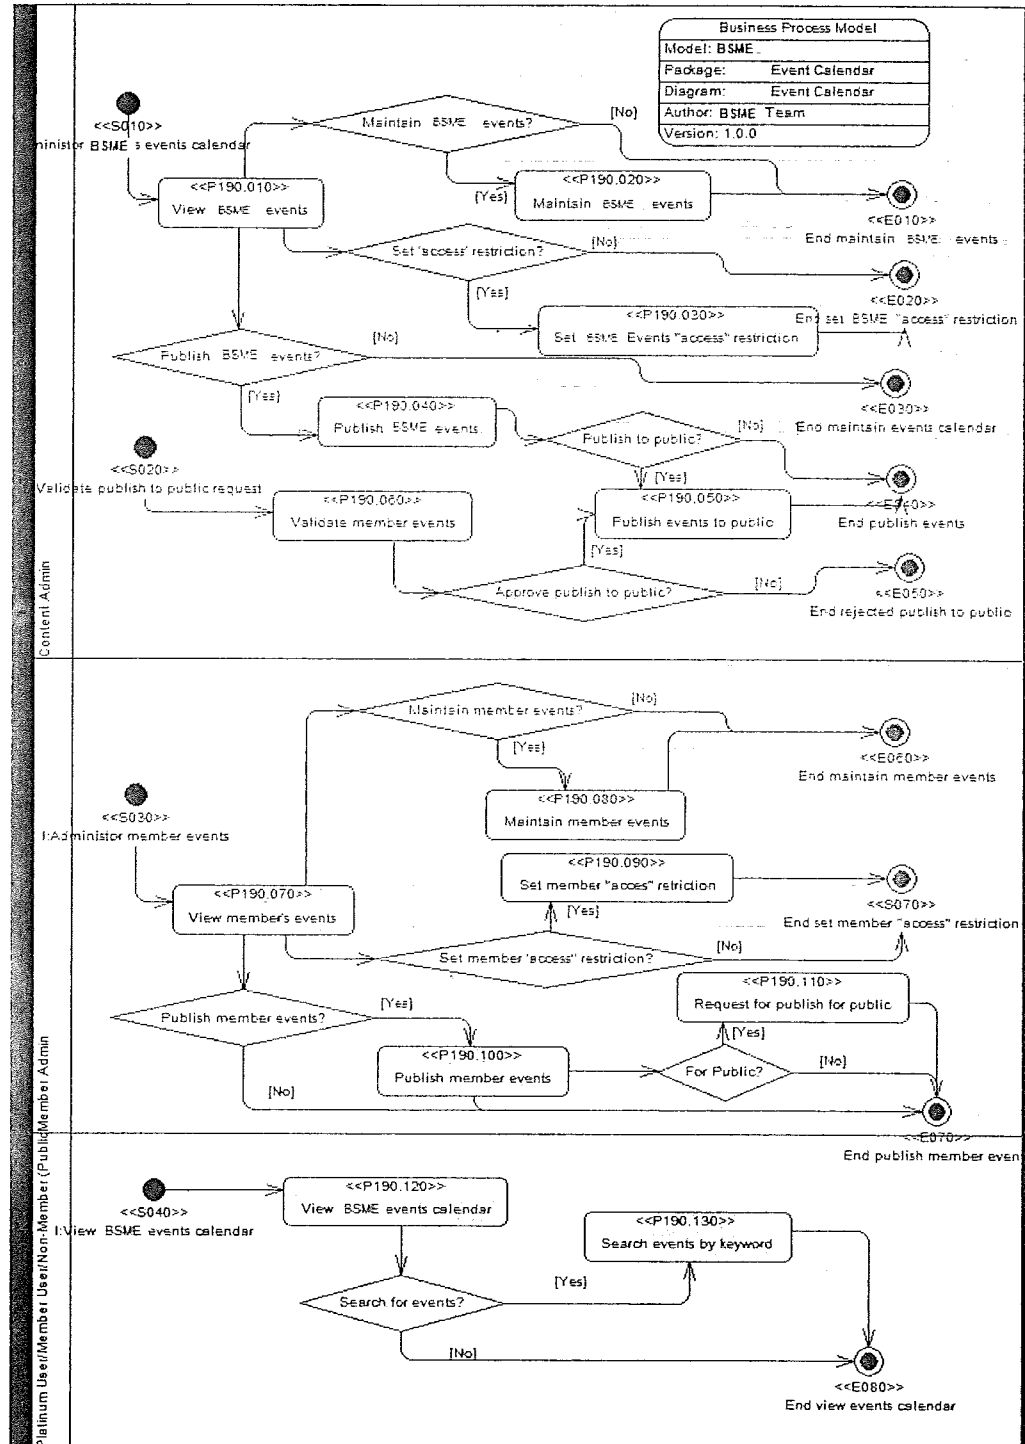 Business Process Model
Model: BSME
Package: Event Calendar
Diagram: Event Calendar
Author: BSME Team
Version: 1.0.0
<<S010>>
ninistor BSME s events calendar
Maintain BSME events?
[No]
[Yes]
<<P190.010>>
View BSME events
<<P190.020>>
Maintain BSME events
<<E010>>
End maintain BSME events
Set 'access' restriction?
[No]
[Yes]
<<E020>>
End set BSME "access" restriction
<<P190.030>>
Set BSME Events "access" restriction
Publish BSME events?
[No]
[Yes]
<<E030>>
End maintain events calendar
<<P190.040>>
Publish BSME events
Publish to public?
[No]
[Yes]
<<S020>>
Validate publish to public request
<<P190.060>>
Validate member events
<<P190.050>>
Publish events to public
End publish events
[Yes]
Approve publish to public?
[No]
<<E050>>
End rejected publish to public
Content Admin
Maintain member events?
[No]
[Yes]
<<E060>>
End maintain member events
<<P190.080>>
Maintain member events
<<S030>>
I:Administor member events
<<P190.070>>
View member's events
<<P190.090>>
Set member "acces" retriction
[Yes]
<<S070>>
End set member "access" restriction
Set member 'access" restriction?
[No]
Publish member events?
[Yes]
[No]
<<P190.110>>
Request for publish for public
[Yes]
<<P190.100>>
Publish member events
For Public?
[No]
<<E070>>
End publish member even
Platinum User/Member User/Non-Member (Public Member Admin
<<S040>>
I:View BSME events calendar
<<P190.120>>
View BSME events calendar
<<P190.130>>
Search events by keyword
[Yes]
Search for events?
[No]
<<E080>>
End view events calendar